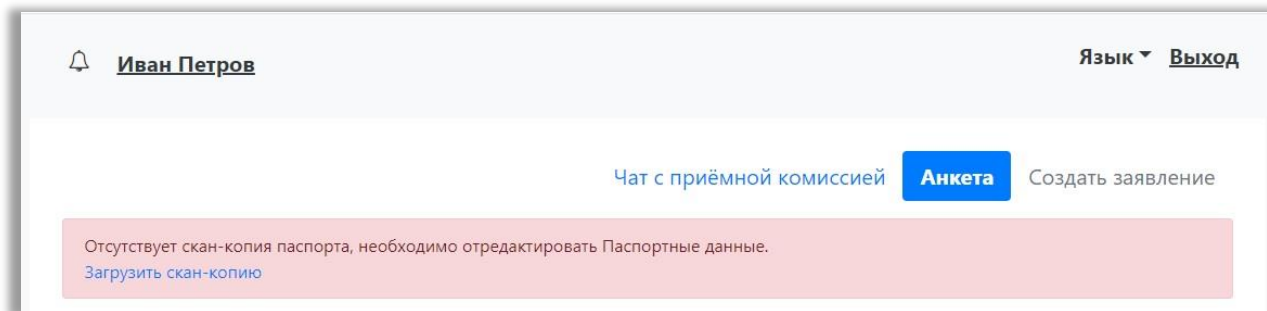 Иван Петров
Язык Выход
Чат с приёмной комиссией Анкета Создать заявление
Отсутствует скан-копия паспорта, необходимо отредактировать Паспортные данные.
Загрузить скан-копию